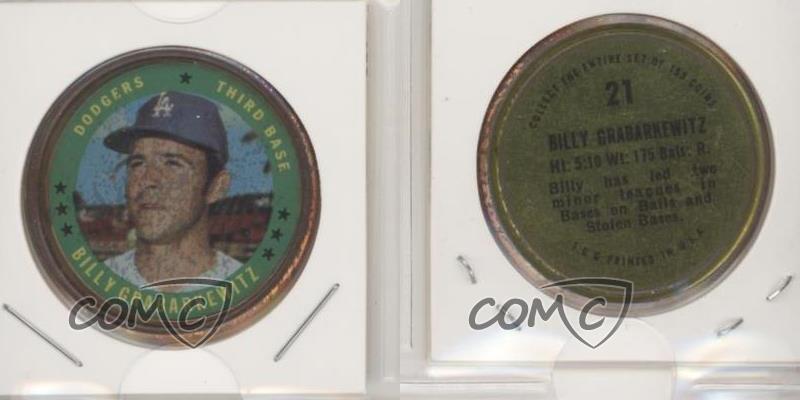 DODGERS ★ THIRD BASE
LA
BILLY GRABARKEWITZ
COMC
COLLECT THE ENTIRE SET OF 153 COINS
21
BILLY GRABARKEWITZ
Ht: 5:10 Wt: 175 Bats: R.
Billy has led two
minor leagues in
Bases on Balls and
Stolen Bases.
T.C.G. PRINTED IN U.S.A.
COMC